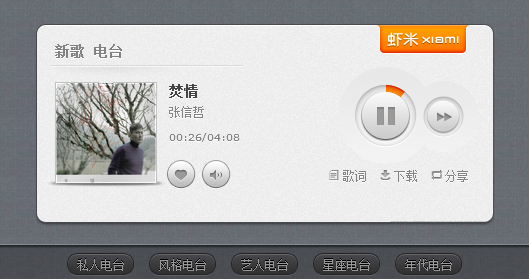 虾米 xiami
新歌 电台
焚情
张信哲
00:26/04:08
歌词 下载 分享
私人电台 风格电台 艺人电台 星座电台 年代电台